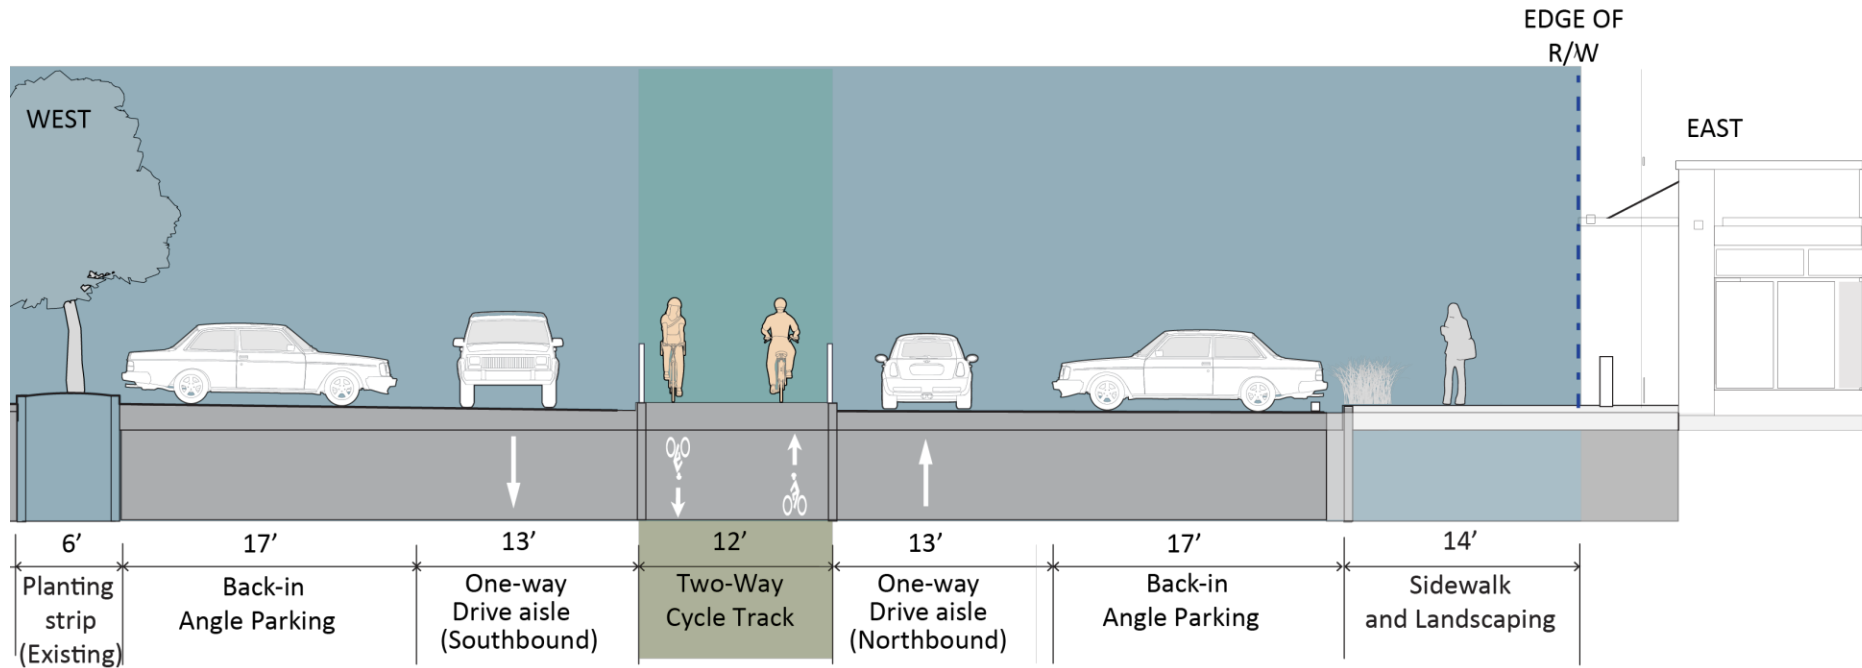 EDGE OF
R/W
WEST
EAST
6’
17’
13’
12’
13’
17’
14’
Planting
strip
(Existing)
Back-in
Angle Parking
One-way
Drive aisle
(Southbound)
Two-Way
Cycle Track
One-way
Drive aisle
(Northbound)
Back-in
Angle Parking
Sidewalk
and Landscaping